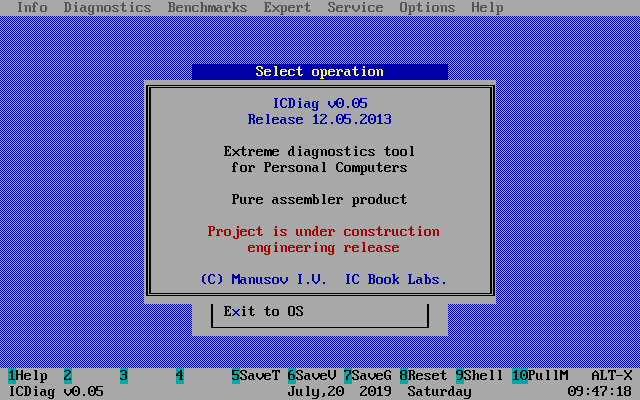 Info Diagnostics Benchmarks Expert Service Options Help
Select operation
ICDiag v0.05
Release 12.05.2013
Extreme diagnostics tool
for Personal Computers
Pure assembler product
Project is under construction
engineering release
(C) Manusov I.V. IC Book Labs.
Exit to OS
1Help 2 3 4 5SaveT 6SaveV 7SaveG 8Reset 9Shell 10PullM ALT-X
ICDiag v0.05 July,20 2019 Saturday 09:47:18